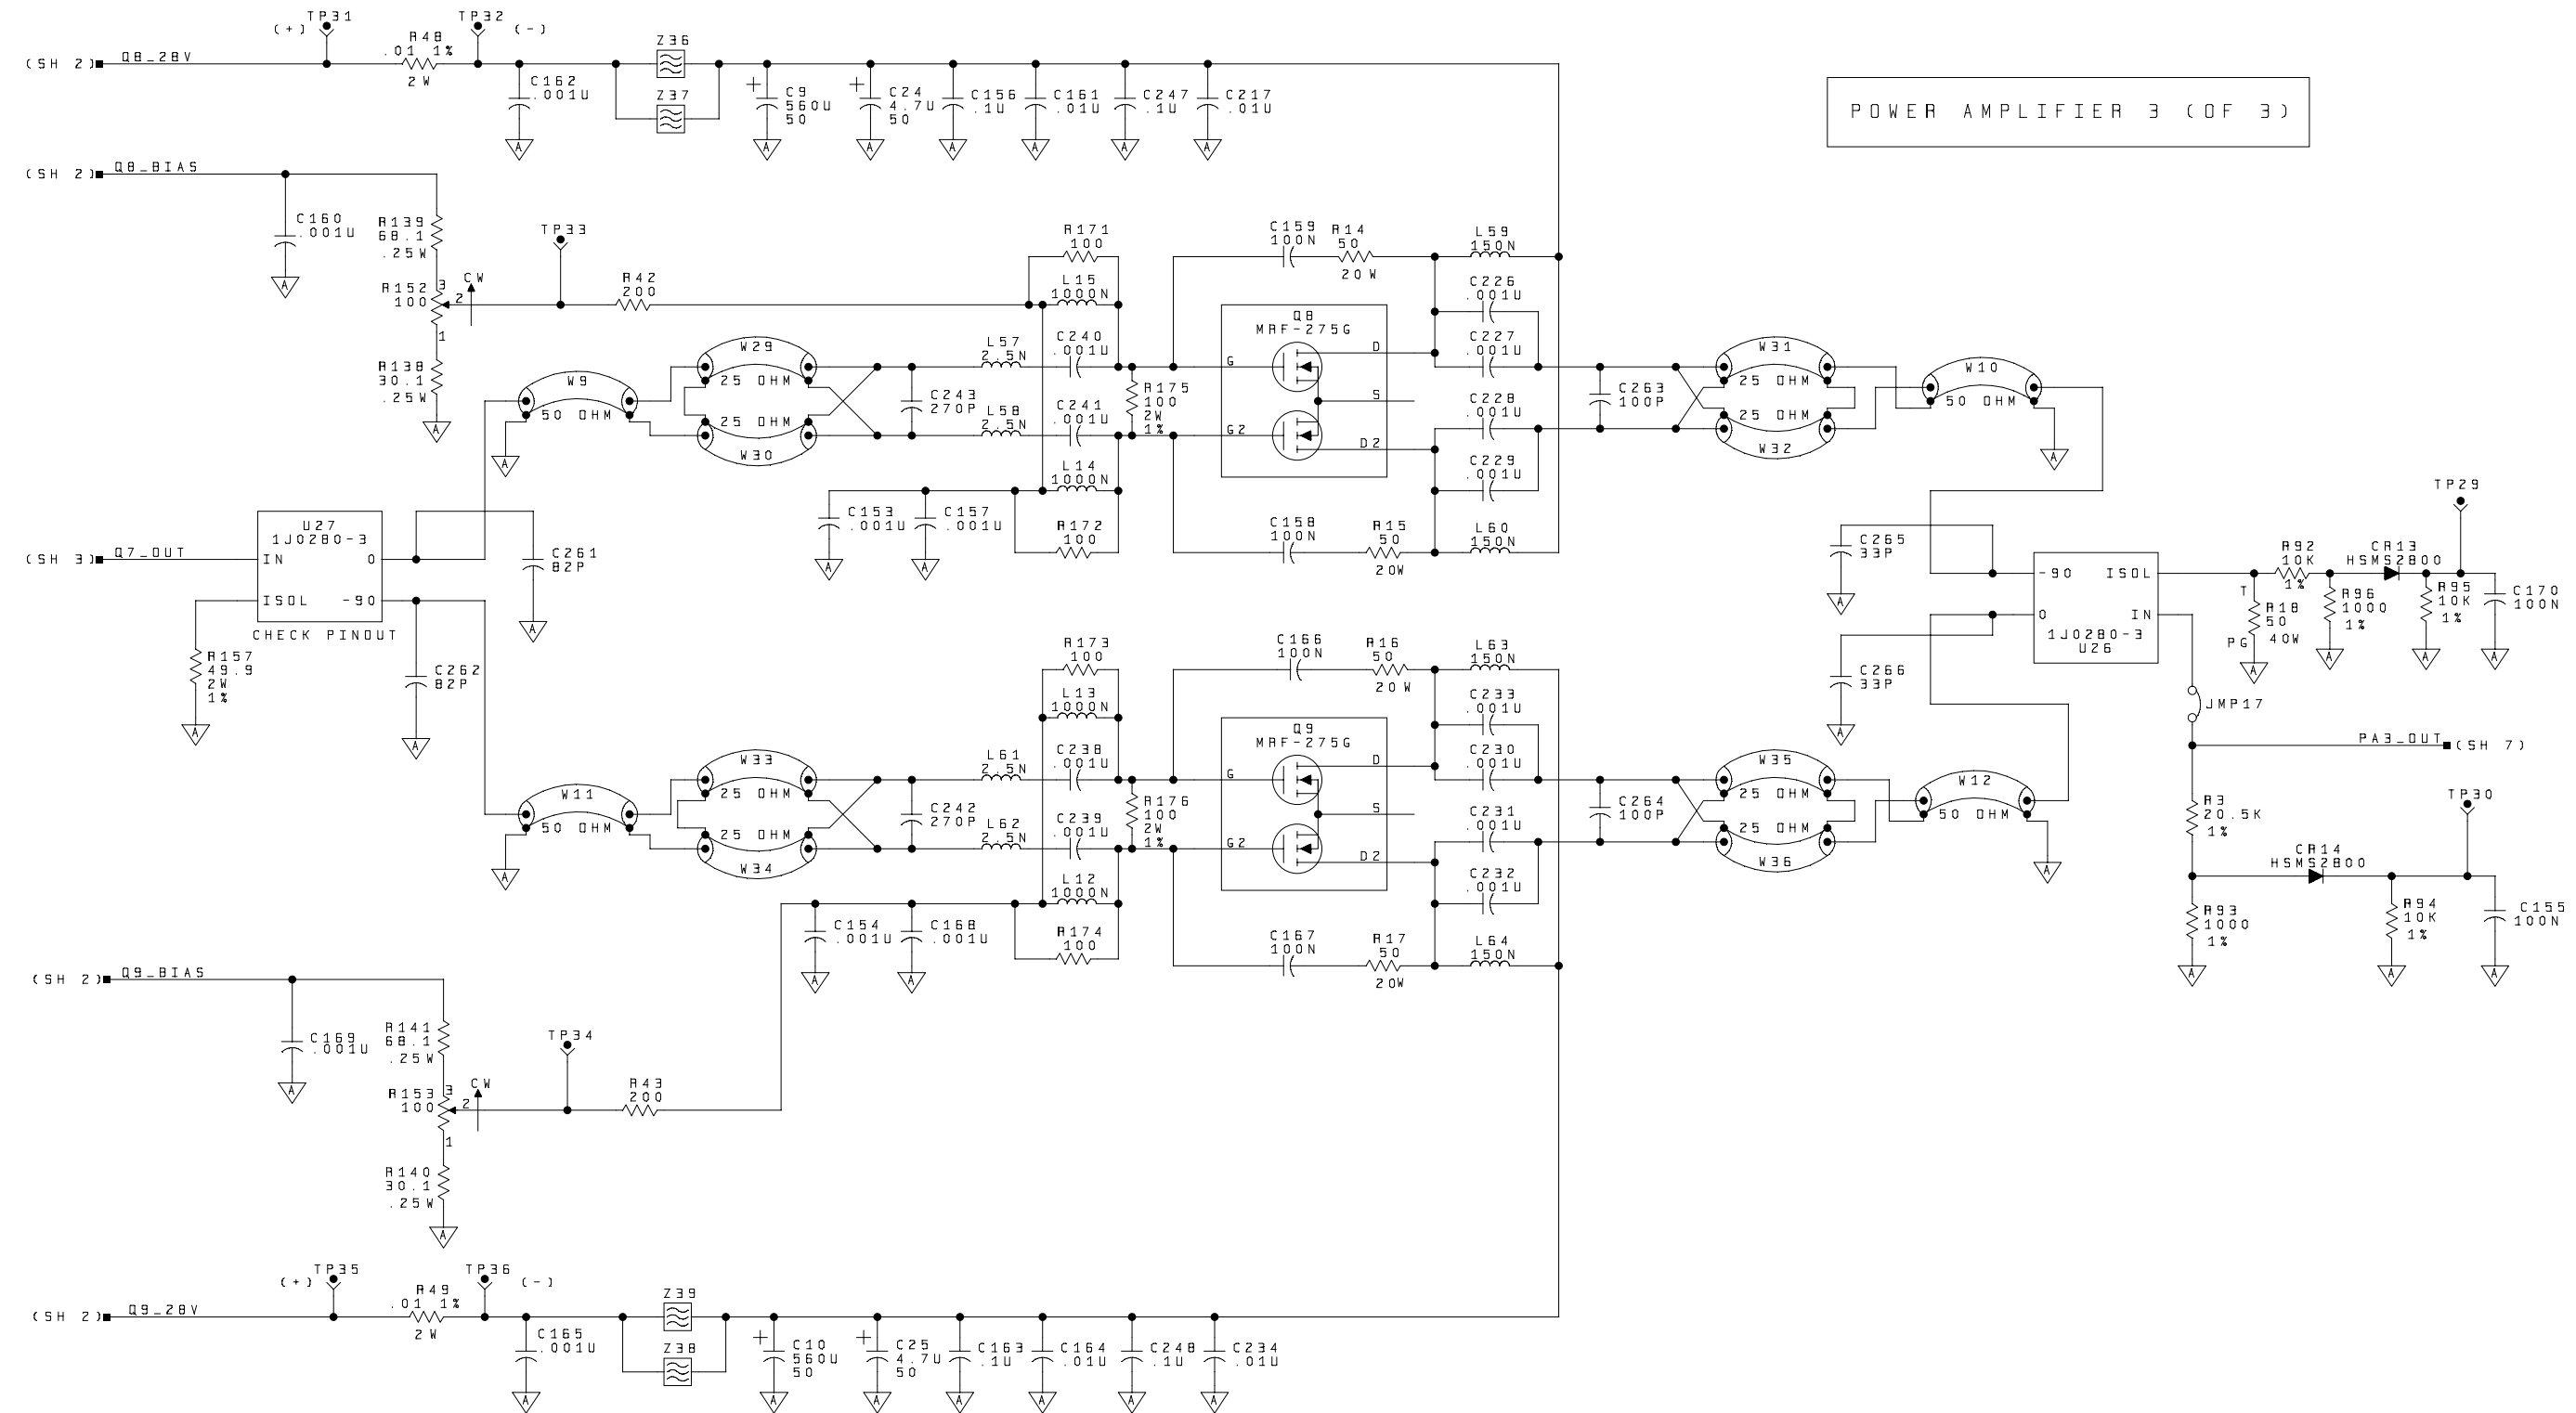 TP31
(+)
R48
.01 1%
2W
TP32
(-)
(SH 2)
Q8_28V
C162
.001U
Z36
Z37
+
C9
560U
50
+
C24
4.7U
50
C156
.1U
C161
.01U
C247
.1U
C217
.01U
A A A A A A A
POWER AMPLIFIER 3 (OF 3)
(SH 2)
Q8_BIAS
C160
.001U
A
R139
68.1
.25W
R152
100
3
2
1
CW
R138
30.1
.25W
A
TP33
R42
200
R171
100
L15
1000N
C159
100N
R14
50
20W
L59
150N
C226
.001U
Q8
MRF-275G
G
G2
D
S
D2
C227
.001U
C228
.001U
C229
.001U
W9
50 OHM
A
W29
25 OHM
25 OHM
W30
C243
270P
L57
2.5N
L58
2.5N
C240
.001U
C241
.001U
R175
100
2W
1%
L14
1000N
R172
100
C153
.001U
C157
.001U
A A
C158
100N
R15
50
20W
L60
150N
C263
100P
W31
25 OHM
25 OHM
W32
W10
50 OHM
A
(SH 3)
Q7_OUT
U27
1J0280-3
IN
0
ISOL
-90
CHECK PINOUT
C261
82P
A
C262
82P
A
R157
49.9
2W
1%
A
C265
33P
A
C266
33P
A
-90
ISOL
0
IN
1J0280-3
U26
T
R18
50
40W
PG
A
R92
10K
1%
R96
1000
1%
A
CR13
HSMS2800
R95
10K
1%
A
TP29
C170
100N
A
JMP17
PA3_OUT
(SH 7)
R173
100
L13
1000N
C166
100N
R16
50
20W
L63
150N
C233
.001U
Q9
MRF-275G
G
G2
D
S
D2
C230
.001U
C231
.001U
C232
.001U
W11
50 OHM
A
W33
25 OHM
25 OHM
W34
C242
270P
L61
2.5N
L62
2.5N
C238
.001U
C239
.001U
R176
100
2W
1%
L12
1000N
R174
100
C154
.001U
C168
.001U
A A
C167
100N
R17
50
20W
L64
150N
C264
100P
W35
25 OHM
25 OHM
W36
W12
50 OHM
A
R3
20.5K
1%
R93
1000
1%
A
CR14
HSMS2800
R94
10K
1%
A
TP30
C155
100N
A
(SH 2)
Q9_BIAS
C169
.001U
A
R141
68.1
.25W
R153
100
3
2
1
CW
R140
30.1
.25W
A
TP34
R43
200
TP35
(+)
R49
.01 1%
2W
TP36
(-)
(SH 2)
Q9_28V
C165
.001U
Z39
Z38
+
C10
560U
50
+
C25
4.7U
50
C163
.1U
C164
.01U
C248
.1U
C234
.01U
A A A A A A A